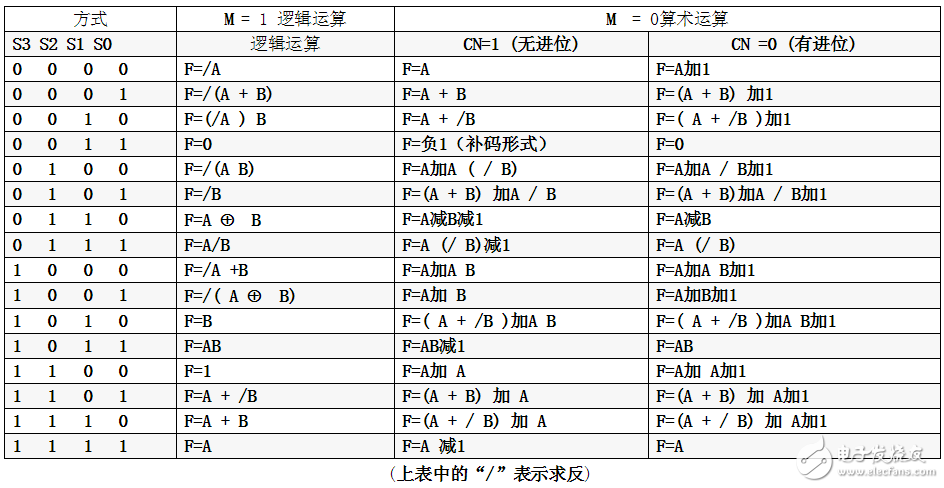 方式 M = 1 逻辑运算 M = 0算术运算
S3 S2 S1 S0 逻辑运算 CN=1 (无进位) CN =0 (有进位)
0 0 0 0 F=/A F=A F=A加1
0 0 0 1 F=/(A + B) F=A + B F=(A + B) 加1
0 0 1 0 F=(/A ) B F=A + /B F=( A + /B )加1
0 0 1 1 F=0 F=负1（补码形式） F=0
0 1 0 0 F=/(A B) F=A加A ( / B) F=A加A / B加1
0 1 0 1 F=/B F=(A + B) 加A / B F=(A + B)加A / B加1
0 1 1 0 F=A ⊕ B F=A减B减1 F=A减B
0 1 1 1 F=A/B F=A (/ B)减1 F=A (/ B)
1 0 0 0 F=/A +B F=A加A B F=A加A B加1
1 0 0 1 F=/( A ⊕ B) F=A加 B F=A加B加1
1 0 1 0 F=B F=( A + /B )加A B F=( A + /B )加A B加1
1 0 1 1 F=AB F=AB减1 F=AB
1 1 0 0 F=1 F=A加 A F=A加 A加1
1 1 0 1 F=A + /B F=(A + B) 加 A F=(A + B) 加 A加1
1 1 1 0 F=A + B F=(A + / B) 加 A F=(A + / B) 加 A加1
1 1 1 1 F=A F=A 减1 F=A
(上表中的“/”表示求反)
电子发烧友
www.elecfans.com